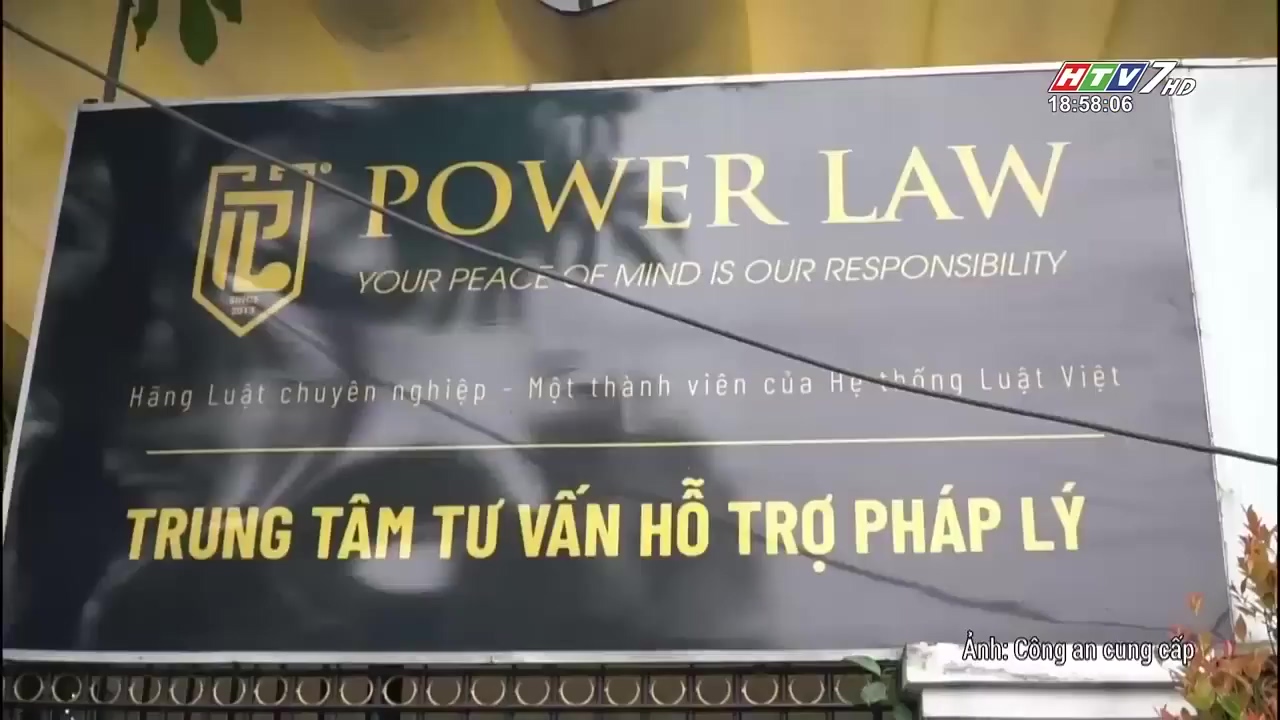 HTV7 HD
18:58:06
POWER LAW
YOUR PEACE OF MIND IS OUR RESPONSIBILITY
SINCE
Hãng Luật chuyên nghiệp - Một thành viên của Hệ thống Luật Việt
TRUNG TÂM TƯ VẤN HỖ TRỢ PHÁP LÝ
Ảnh: Công an cung cấp